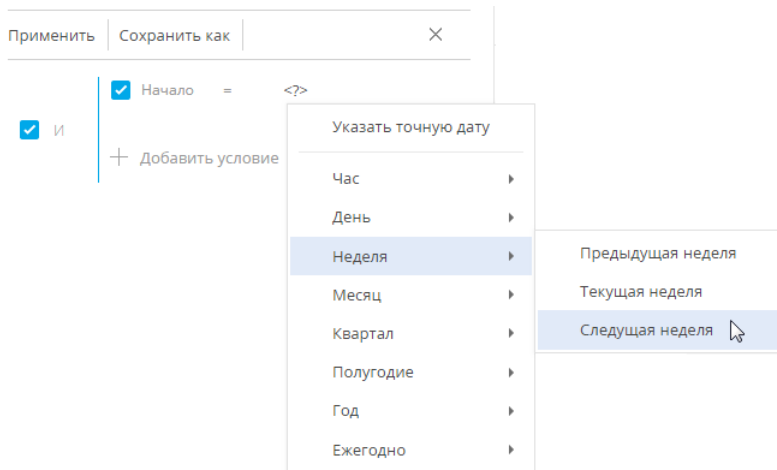 Применить Сохранить как
Начало = <?>
И
Указать точную дату
Добавить условие
Час
День
Неделя
Предыдущая неделя
Месяц
Текущая неделя
Квартал
Следущая неделя
Полугодие
Год
Ежегодно